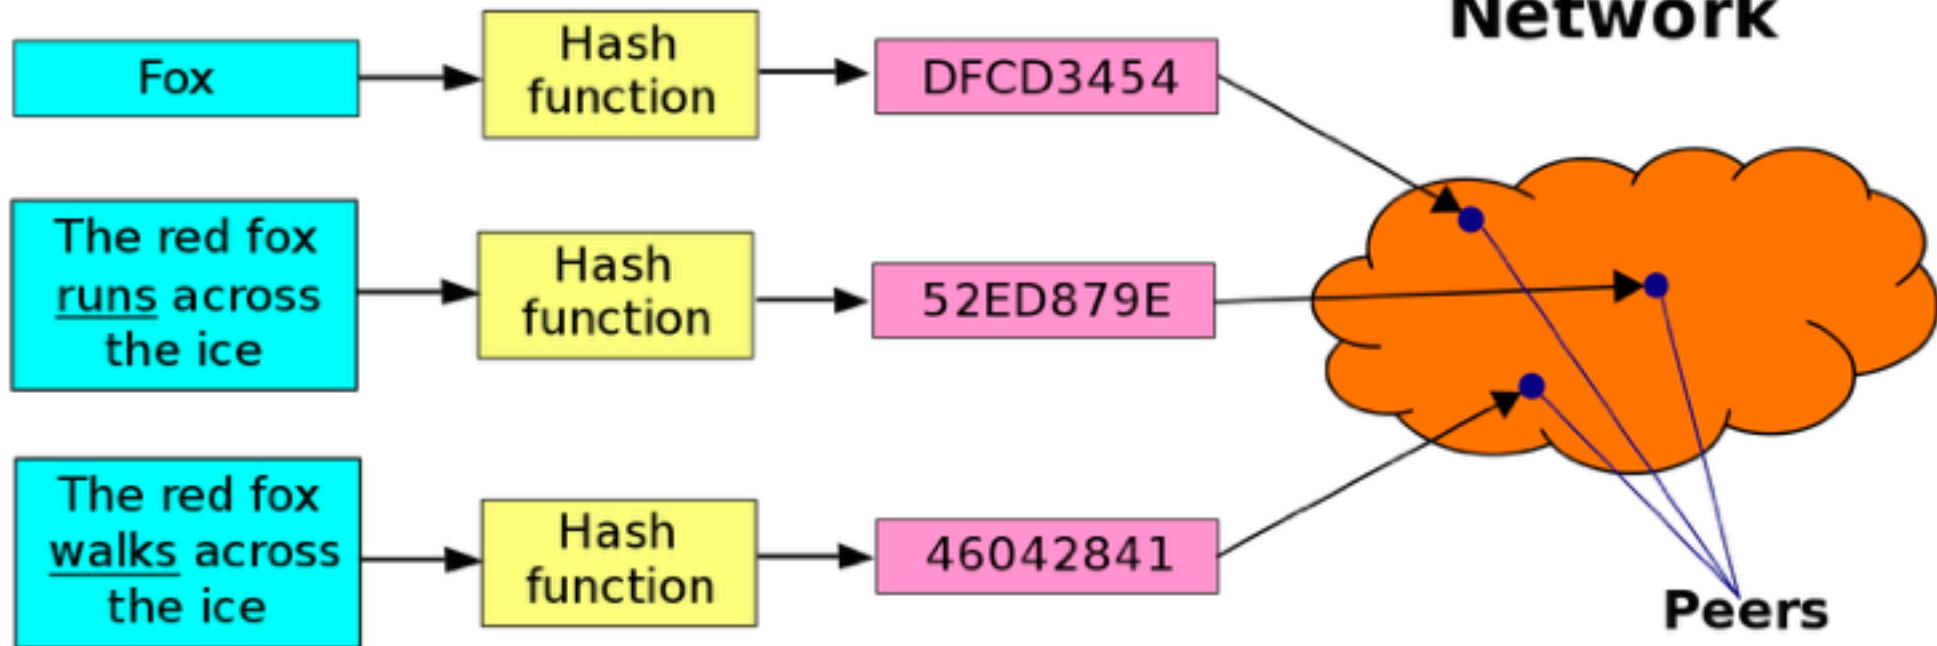 Network
Fox
Hash
function
DFCD3454
The red fox
runs across
the ice
Hash
function
52ED879E
The red fox
walks across
the ice
Hash
function
46042841
Peers